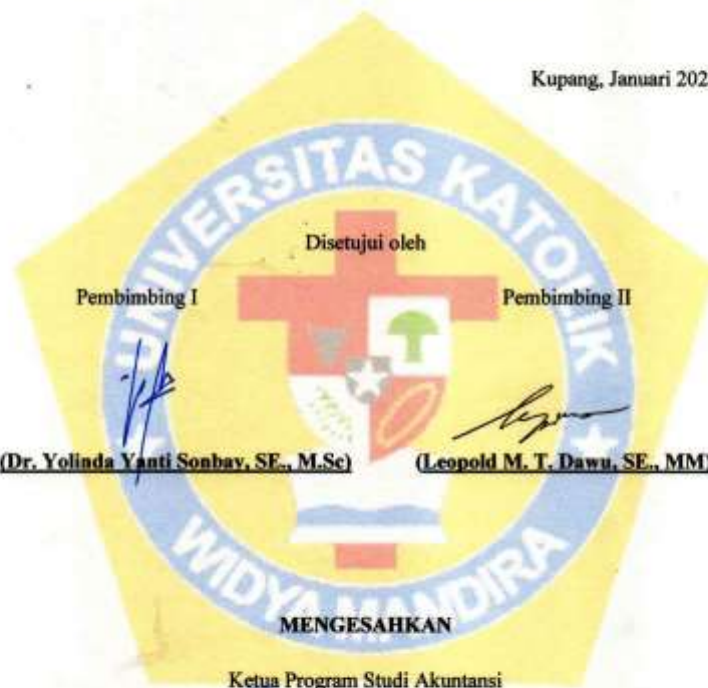 Kupang, Januari 202
UNIVERSITAS KATOLIK
Disetujui oleh
Pembimbing I Pembimbing II
(Dr. Yolinda Yanti Sonbay, SE., M.Sc) (Leopold M. T. Dawu, SE., MM)
WIDYA MANDIRA
MENGESAHKAN
Ketua Program Studi Akuntansi